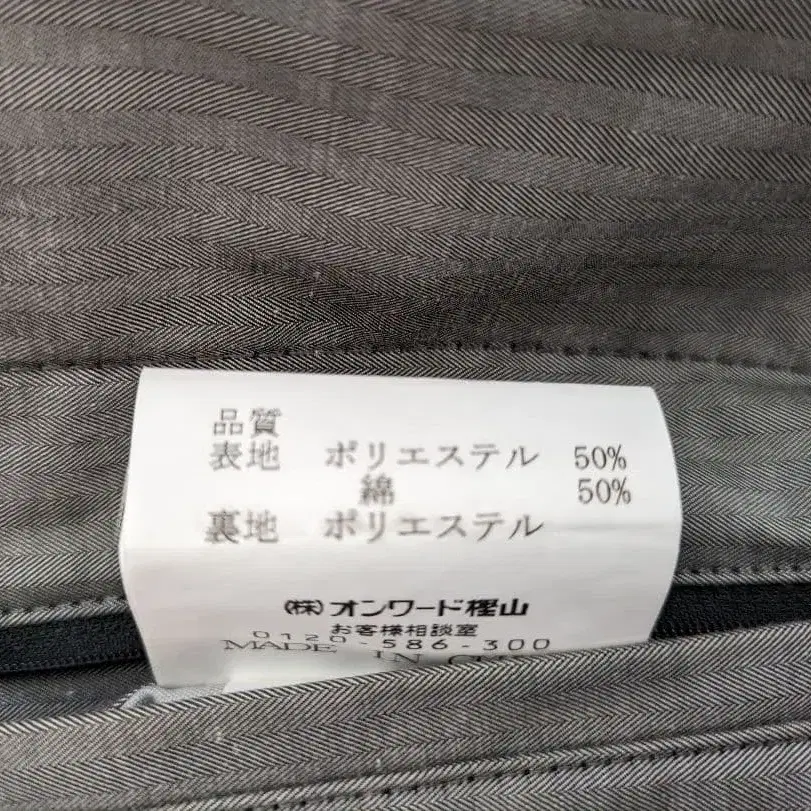 品質
表地 ポリエステル 50%
綿 50%
裏地 ポリエステル
(株)オンワード樫山
お客様相談室
0120-586-300
MADE IN